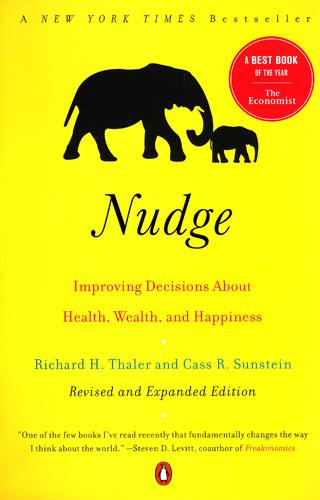 A NEW YORK TIMES Bestseller
A BEST BOOK
OF THE YEAR
The Economist
Nudge
Improving Decisions About
Health, Wealth, and Happiness
Richard H. Thaler and Cass R. Sunstein
Revised and Expanded Edition
"One of the few books I've read recently that fundamentally changes the way
I think about the world." —Steven D. Levitt, coauthor of Freakonomics